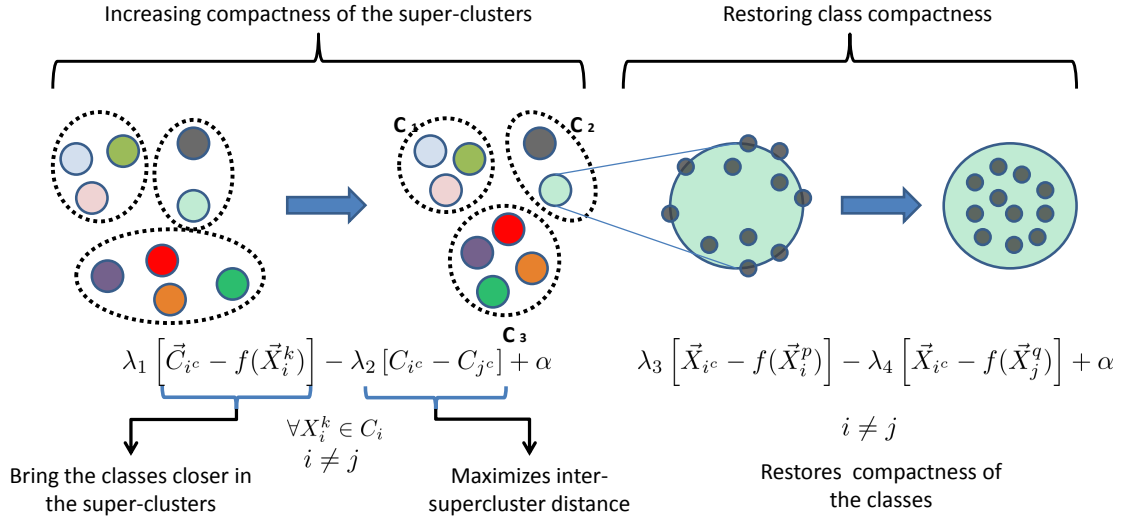 Increasing compactness of the super-clusters
Restoring class compactness
C 1
C 2
C 3
λ₁ [C⃗_{i^c} − f(X⃗_i^k)] − λ₂ [C_{i^c} − C_{j^c}] + α
λ₃ [X⃗_{i^c} − f(X⃗_i^p)] − λ₄ [X⃗_{i^c} − f(X⃗_j^q)] + α
∀X_i^k ∈ C_i
i ≠ j
i ≠ j
Bring the classes closer in
the super-clusters
Maximizes inter-
supercluster distance
Restores compactness of
the classes